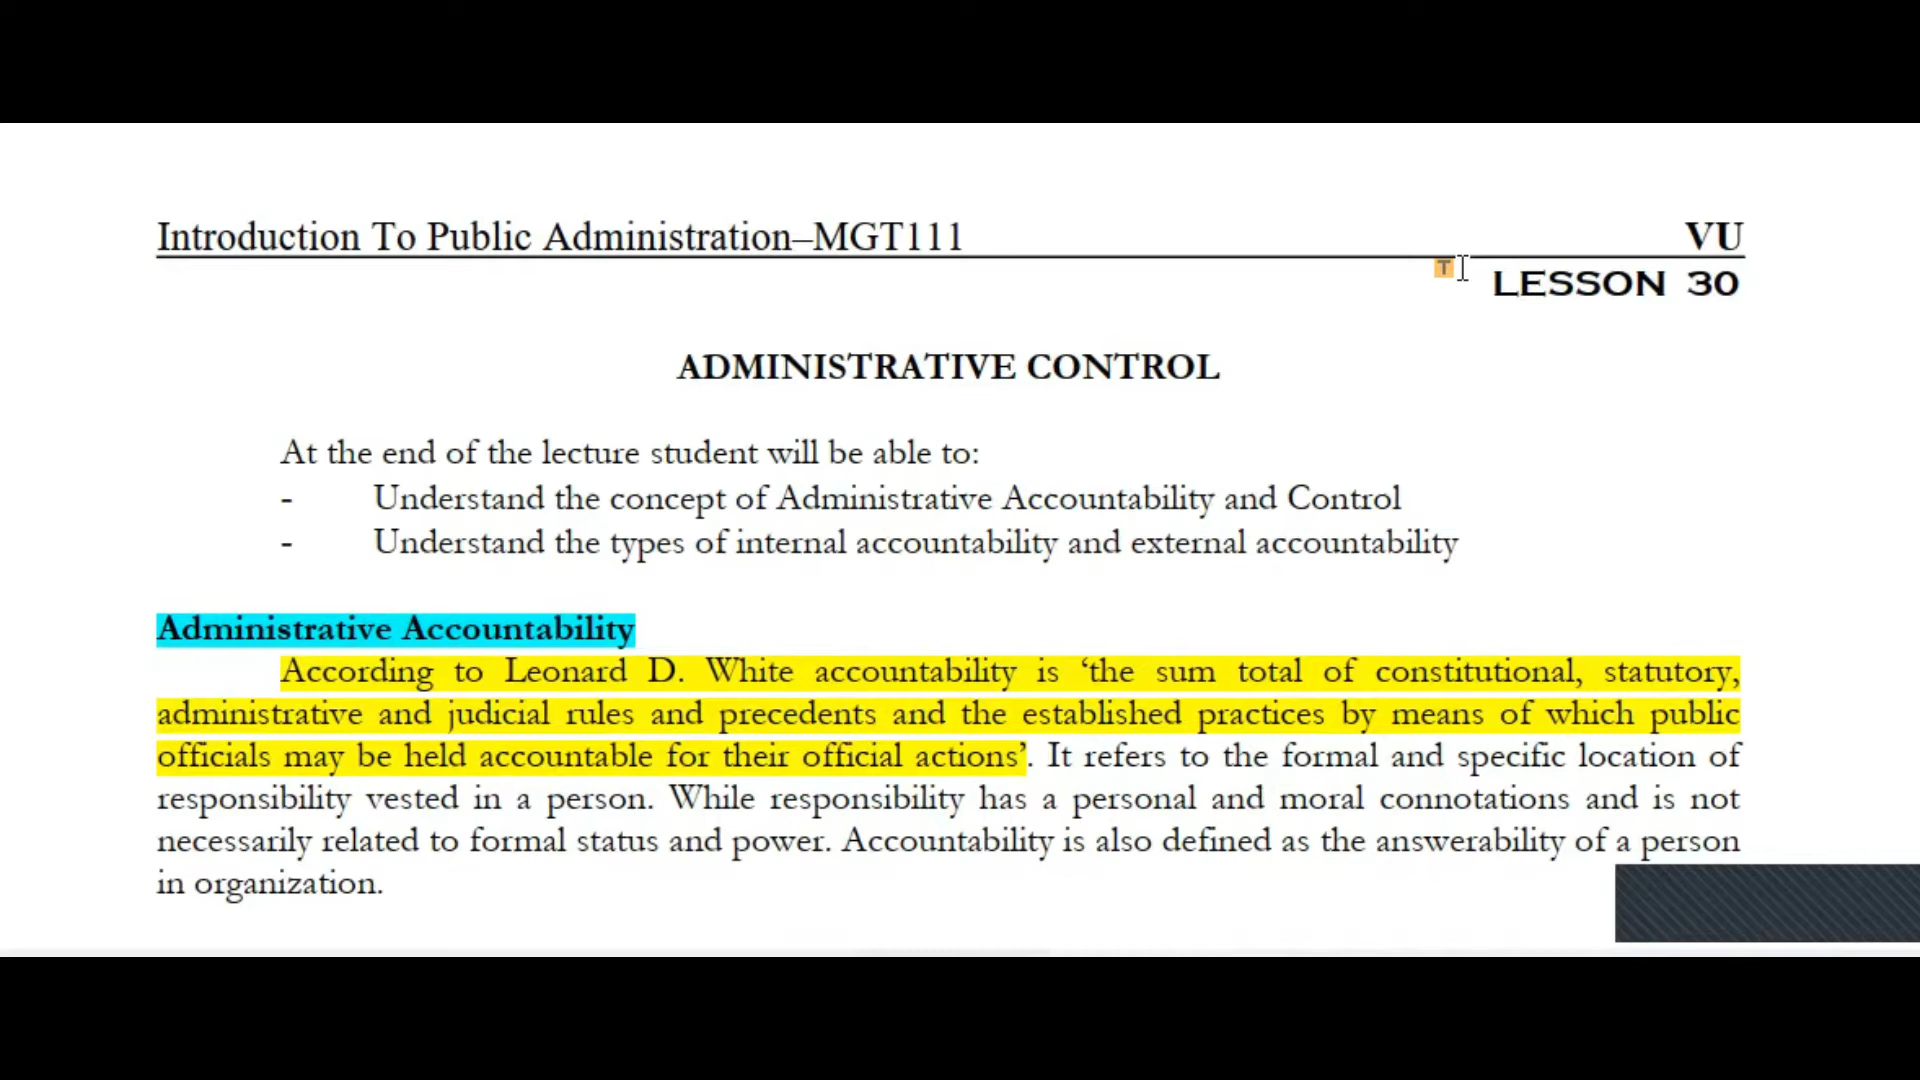 Introduction To Public Administration–MGT111 VU
T
LESSON 30
ADMINISTRATIVE CONTROL
At the end of the lecture student will be able to:
- Understand the concept of Administrative Accountability and Control
- Understand the types of internal accountability and external accountability
Administrative Accountability
According to Leonard D. White accountability is ‘the sum total of constitutional, statutory,
administrative and judicial rules and precedents and the established practices by means of which public
officials may be held accountable for their official actions’. It refers to the formal and specific location of
responsibility vested in a person. While responsibility has a personal and moral connotations and is not
necessarily related to formal status and power. Accountability is also defined as the answerability of a person
in organization.